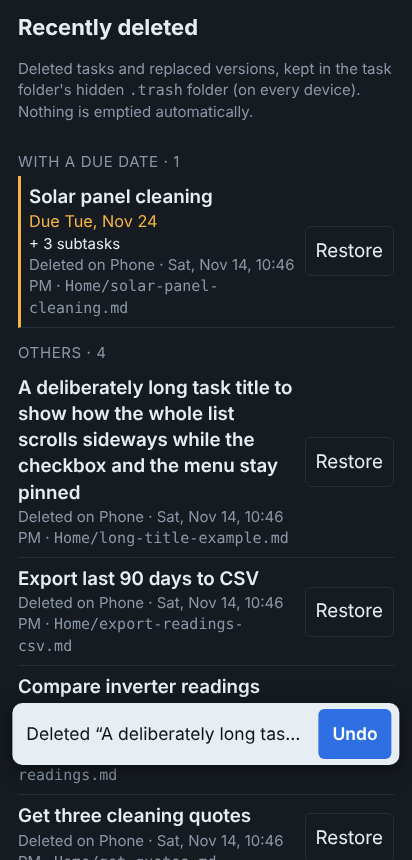 Recently deleted
Deleted tasks and replaced versions, kept in the task
folder's hidden .trash folder (on every device).
Nothing is emptied automatically.
WITH A DUE DATE · 1
Solar panel cleaning
Due Tue, Nov 24
+ 3 subtasks
Deleted on Phone · Sat, Nov 14, 10:46
PM · Home/solar-panel-
cleaning.md
Restore
OTHERS · 4
A deliberately long task title to
show how the whole list
scrolls sideways while the
checkbox and the menu stay
pinned
Deleted on Phone · Sat, Nov 14, 10:46
PM · Home/long-title-example.md
Restore
Export last 90 days to CSV
Deleted on Phone · Sat, Nov 14, 10:46
PM · Home/export-readings-
csv.md
Restore
Compare inverter readings
Deleted “A deliberately long tas...
Undo
readings.md
Get three cleaning quotes
Deleted on Phone · Sat, Nov 14, 10:46
PM · Home/get-quotes.md
Restore